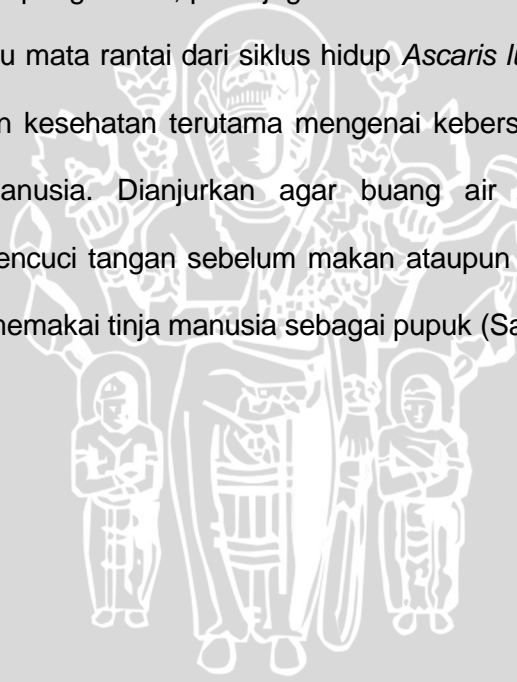 u mata rantai dari siklus hidup Ascaris lu
n kesehatan terutama mengenai kebers
anusia. Dianjurkan agar buang air
encuci tangan sebelum makan ataupun
nemakai tinja manusia sebagai pupuk (Sa